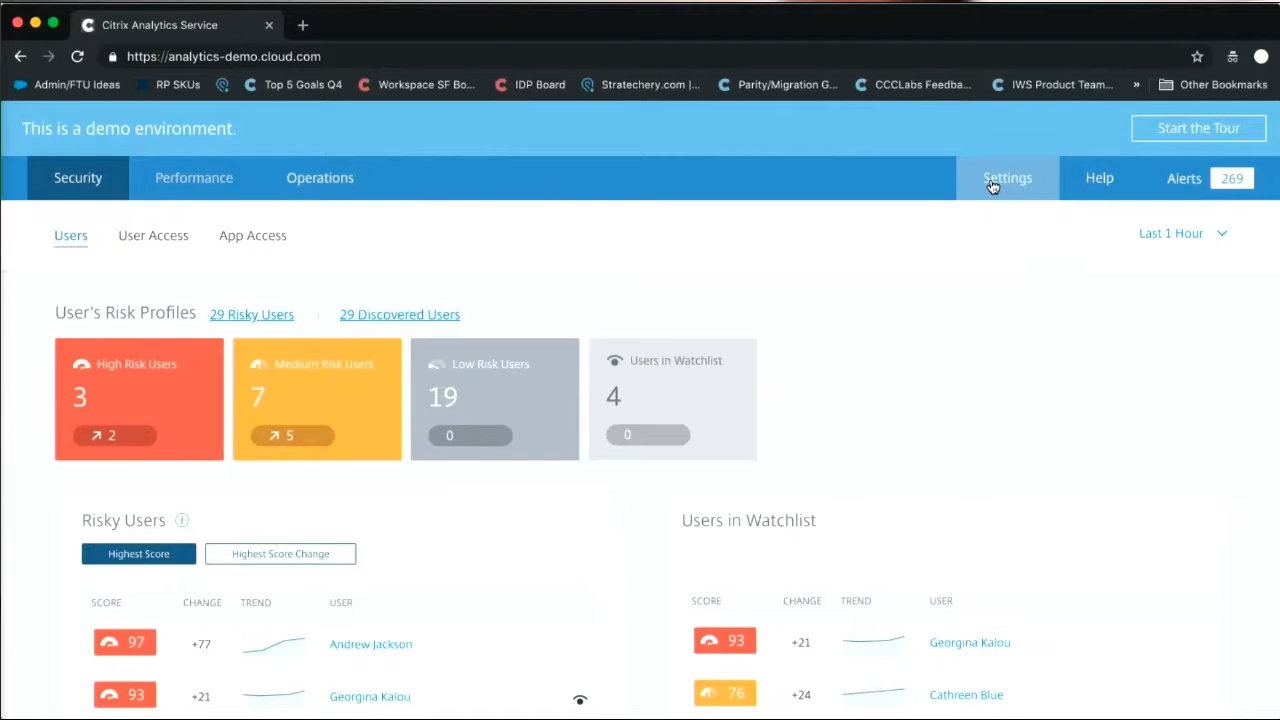 Citrix Analytics Service
https://analytics-demo.cloud.com
Admin/FTU Ideas RP SKUs Top 5 Goals Q4 Workspace SF Bo... IDP Board Stratechery.com |... Parity/Migration G... CCCLabs Feedba... IWS Product Team... » Other Bookmarks
This is a demo environment. Start the Tour
Security Performance Operations Settings Help Alerts 269
Users User Access App Access Last 1 Hour
User's Risk Profiles 29 Risky Users 29 Discovered Users
High Risk Users Medium Risk Users Low Risk Users Users in Watchlist
3 7 19 4
2 5 0 0
Risky Users Users in Watchlist
Highest Score Highest Score Change
SCORE CHANGE TREND USER SCORE CHANGE TREND USER
97 +77 Andrew Jackson 93 +21 Georgina Kalou
93 +21 Georgina Kalou 76 +24 Cathreen Blue